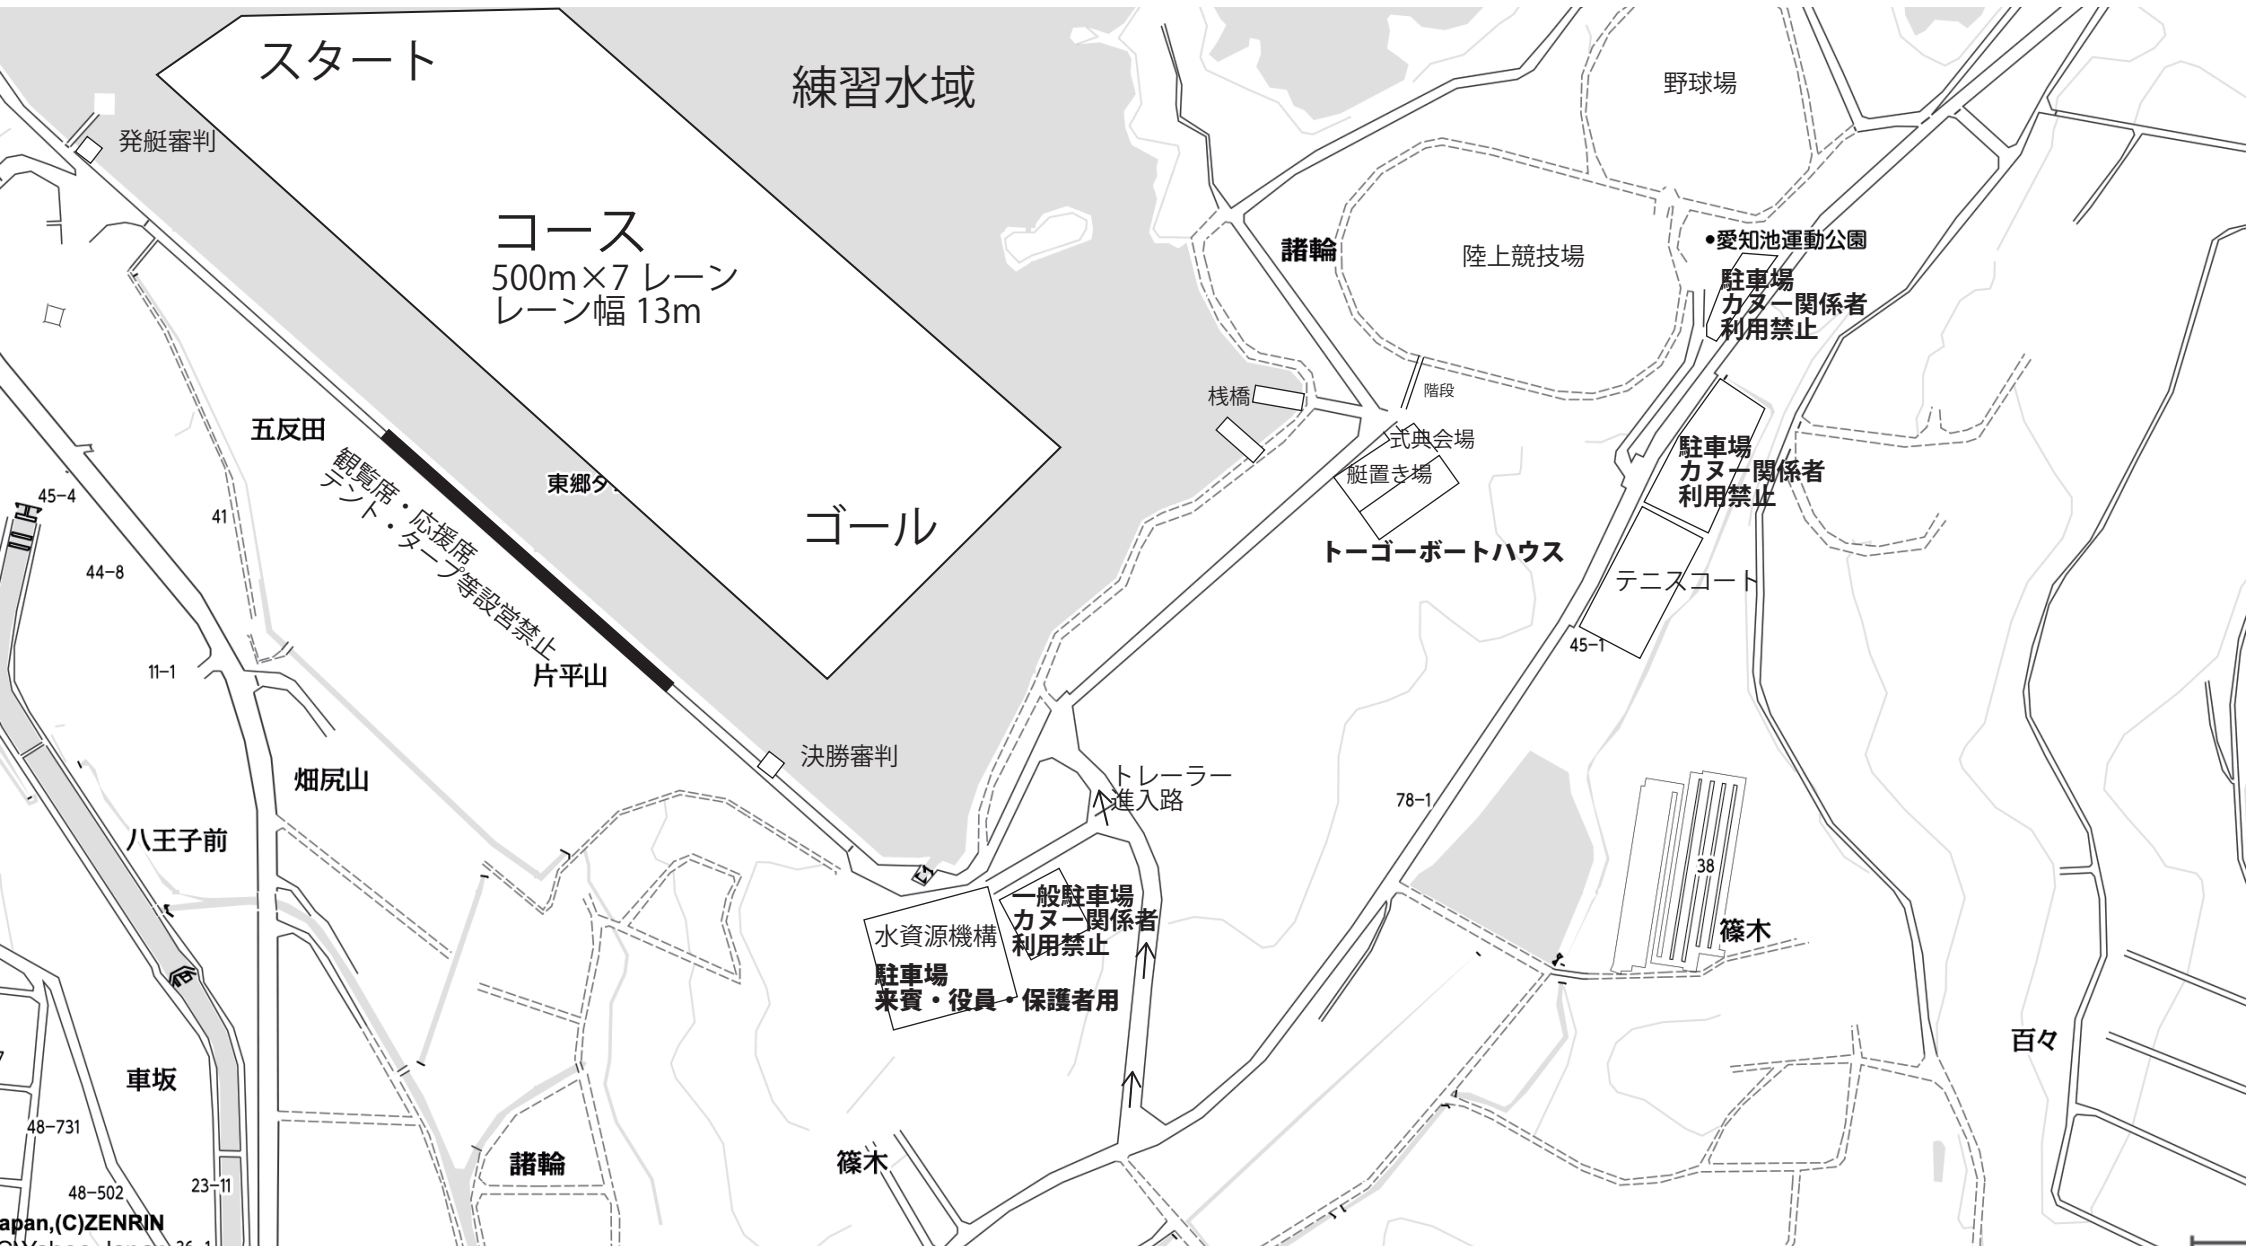 スタート
練習水域
野球場
発艇審判
コース
500m×7 レーン
レーン幅 13m
諸輪
陸上競技場
•愛知池運動公園
駐車場
カヌー関係者
利用禁止
桟橋
階段
五反田
観覧席・応援席
テント・タープ等設営禁止
東郷ダ
ゴール
式典会場
艇置き場
トーゴーボートハウス
駐車場
カヌー関係者
利用禁止
テニスコート
45-4
41
44-8
11-1
片平山
45-1
決勝審判
畑尻山
トレーラー
進入路
78-1
八王子前
38
篠木
水資源機構
駐車場
来賓・役員・保護者用
一般駐車場
カヌー関係者
利用禁止
百々
車坂
48-731
諸輪
篠木
48-502
23-11
apan,(C)ZENRIN